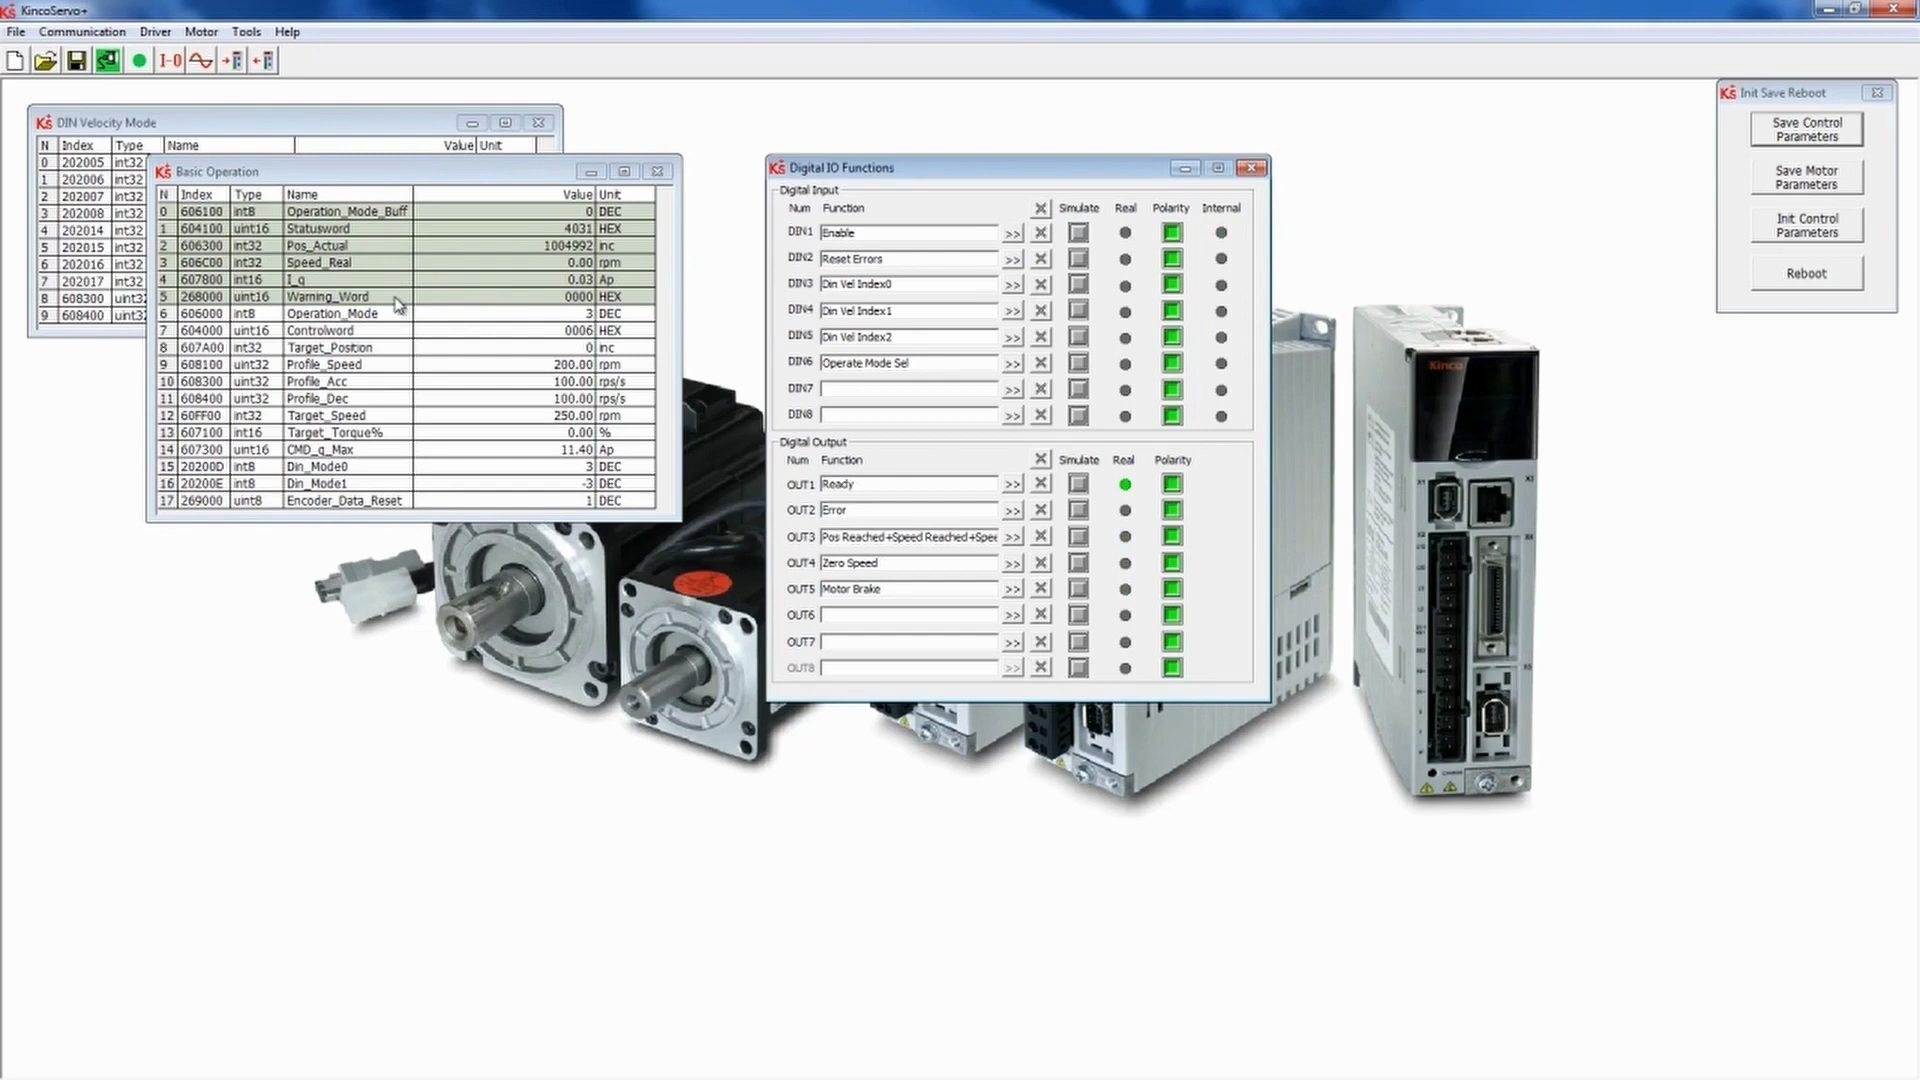 KincoServo+
File Communication Driver Motor Tools Help
I-O
DIN Velocity Mode
N Index Type Name Value Unit
0 202005 int32
1 202006 int32
2 202007 int32
3 202008 int32
4 202014 int32
5 202015 int32
6 202016 int32
7 202017 int32
8 608300 uint32
9 608400 uint32
Basic Operation
N Index Type Name Value Unit
0 606100 int8 Operation_Mode_Buff 0 DEC
1 604100 uint16 Statusword 4031 HEX
2 606300 int32 Pos_Actual 1004992 inc
3 606C00 int32 Speed_Real 0.00 rpm
4 607800 int16 I_q 0.03 Ap
5 268000 uint16 Warning_Word 0000 HEX
6 606000 int8 Operation_Mode 3 DEC
7 604000 uint16 Controlword 0006 HEX
8 607A00 int32 Target_Position 0 inc
9 608100 uint32 Profile_Speed 200.00 rpm
10 608300 uint32 Profile_Acc 100.00 rps/s
11 608400 uint32 Profile_Dec 100.00 rps/s
12 60FF00 int32 Target_Speed 250.00 rpm
13 607100 int16 Target_Torque% 0.00 %
14 607300 uint16 CMD_q_Max 11.40 Ap
15 20200D int8 Din_Mode0 3 DEC
16 20200E int8 Din_Mode1 -3 DEC
17 269000 uint8 Encoder_Data_Reset 1 DEC
Digital IO Functions
Digital Input
Num Function Simulate Real Polarity Internal
DIN1 Enable >>
DIN2 Reset Errors >>
DIN3 Din Vel Index0 >>
DIN4 Din Vel Index1 >>
DIN5 Din Vel Index2 >>
DIN6 Operate Mode Sel >>
DIN7 >>
DIN8 >>
Digital Output
Num Function Simulate Real Polarity
OUT1 Ready >>
OUT2 Error >>
OUT3 Pos Reached+Speed Reached+Spee >>
OUT4 Zero Speed >>
OUT5 Motor Brake >>
OUT6 >>
OUT7 >>
OUT8 >>
Init Save Reboot
Save Control
Parameters
Save Motor
Parameters
Init Control
Parameters
Reboot
Kinco